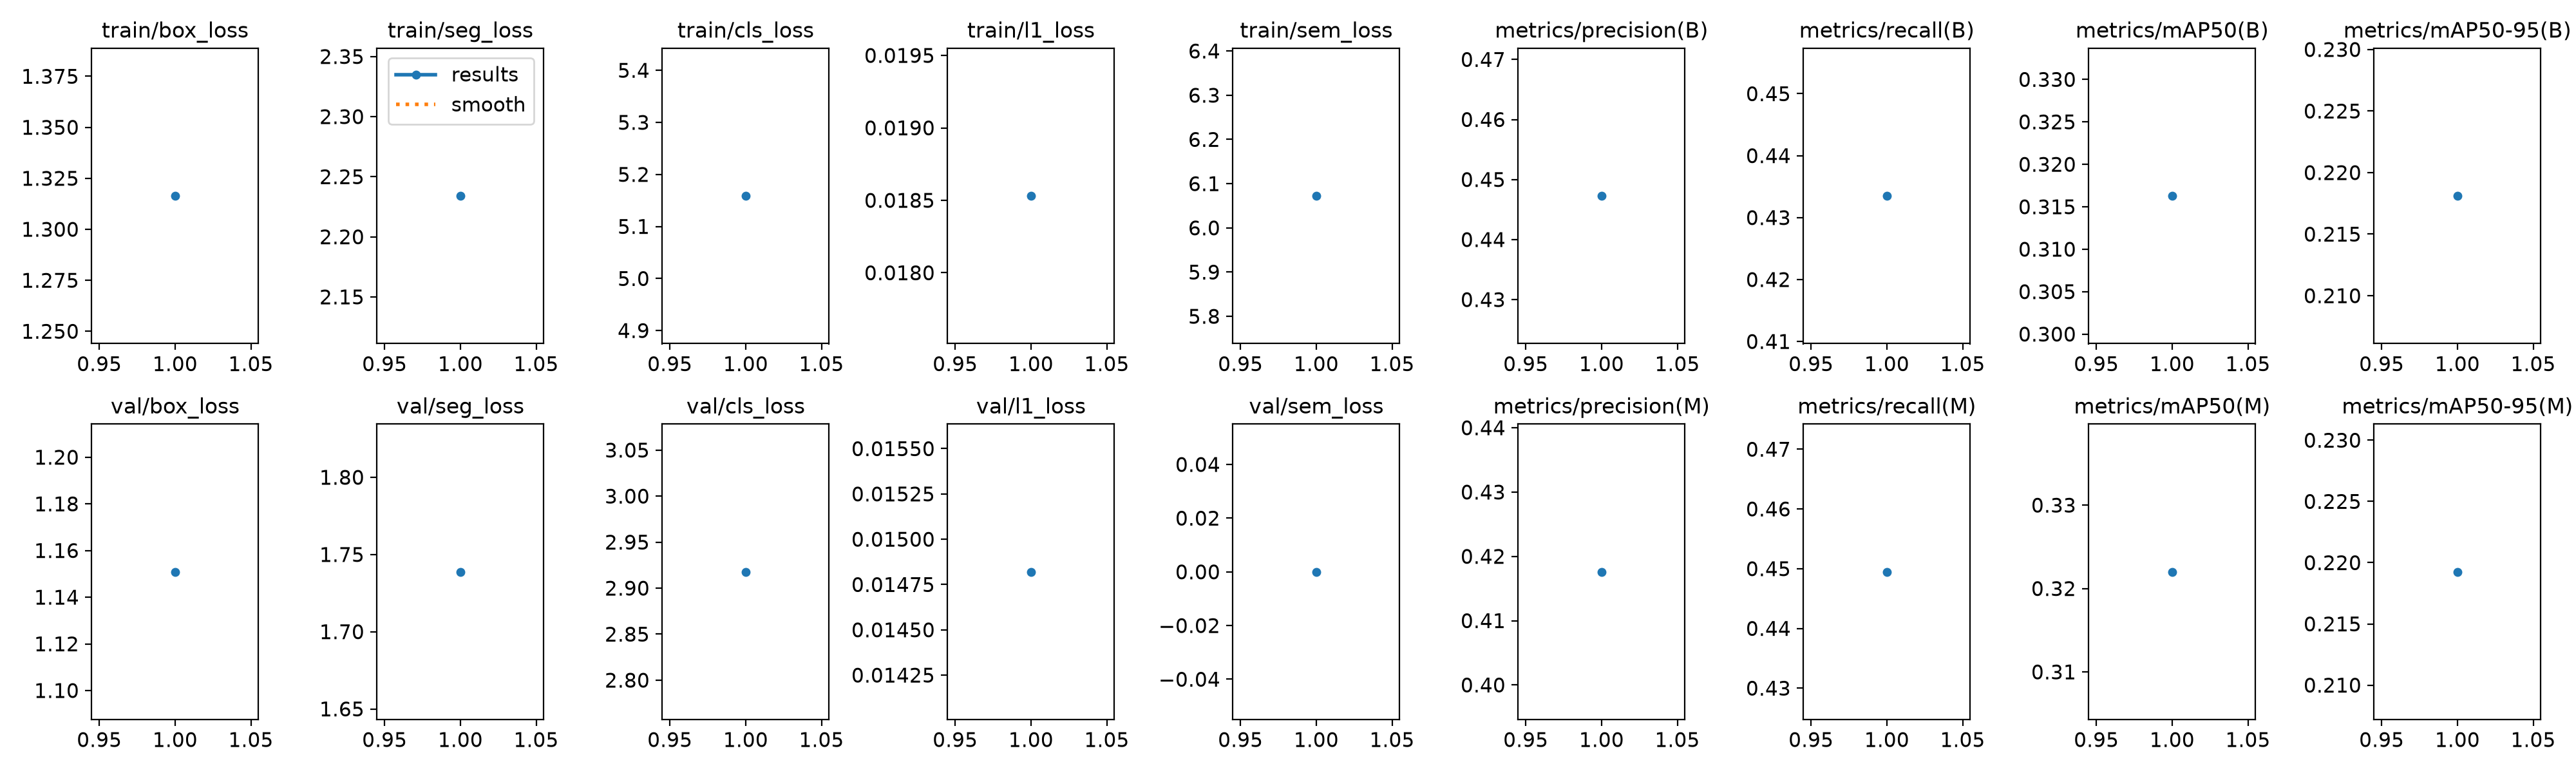 train/box_loss
1.375
1.350
1.325
1.300
1.275
1.250
0.95 1.00 1.05
train/seg_loss
results
smooth
2.35
2.30
2.25
2.20
2.15
0.95 1.00 1.05
train/cls_loss
5.4
5.3
5.2
5.1
5.0
4.9
0.95 1.00 1.05
train/l1_loss
0.0195
0.0190
0.0185
0.0180
0.95 1.00 1.05
train/sem_loss
6.4
6.3
6.2
6.1
6.0
5.9
5.8
0.95 1.00 1.05
metrics/precision(B)
0.47
0.46
0.45
0.44
0.43
0.95 1.00 1.05
metrics/recall(B)
0.45
0.44
0.43
0.42
0.41
0.95 1.00 1.05
metrics/mAP50(B)
0.330
0.325
0.320
0.315
0.310
0.305
0.300
0.95 1.00 1.05
metrics/mAP50-95(B)
0.230
0.225
0.220
0.215
0.210
0.95 1.00 1.05
val/box_loss
1.20
1.18
1.16
1.14
1.12
1.10
0.95 1.00 1.05
val/seg_loss
1.80
1.75
1.70
1.65
0.95 1.00 1.05
val/cls_loss
3.05
3.00
2.95
2.90
2.85
2.80
0.95 1.00 1.05
val/l1_loss
0.01550
0.01525
0.01500
0.01475
0.01450
0.01425
0.95 1.00 1.05
val/sem_loss
0.04
0.02
0.00
−0.02
−0.04
0.95 1.00 1.05
metrics/precision(M)
0.44
0.43
0.42
0.41
0.40
0.95 1.00 1.05
metrics/recall(M)
0.47
0.46
0.45
0.44
0.43
0.95 1.00 1.05
metrics/mAP50(M)
0.33
0.32
0.31
0.95 1.00 1.05
metrics/mAP50-95(M)
0.230
0.225
0.220
0.215
0.210
0.95 1.00 1.05